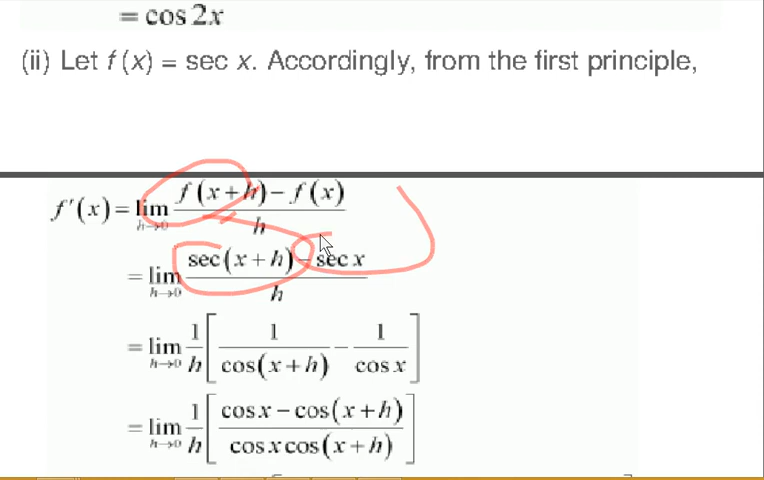 = cos 2x
(ii) Let f (x) = sec x. Accordingly, from the first principle,
f′(x) = lim h→0 f(x+h) − f(x) / h
= lim h→0 sec(x+h) − sec x / h
= lim h→0 1/h [ 1/cos(x+h) − 1/cos x ]
= lim h→0 1/h [ cos x − cos(x+h) / cos x cos(x+h) ]